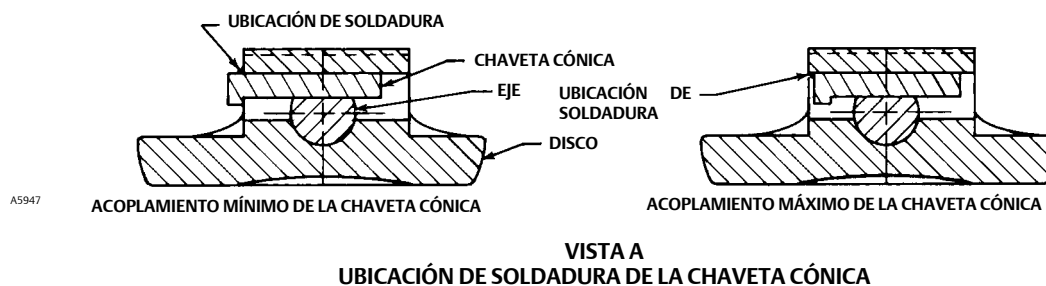 UBICACIÓN DE SOLDADURA
CHAVETA CÓNICA
EJE
DISCO
UBICACIÓN DE
SOLDADURA
A5947
ACOPLAMIENTO MÍNIMO DE LA CHAVETA CÓNICA
ACOPLAMIENTO MÁXIMO DE LA CHAVETA CÓNICA
VISTA A
UBICACIÓN DE SOLDADURA DE LA CHAVETA CÓNICA